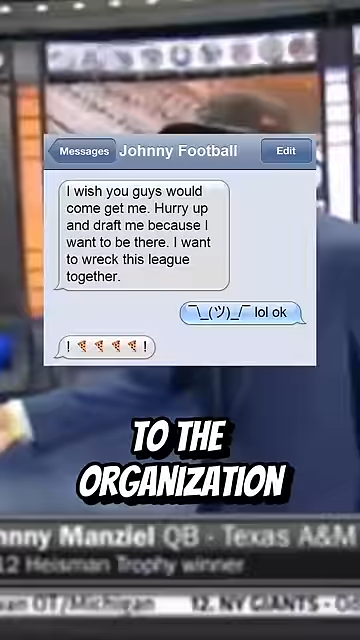 Messages
Johnny Football
Edit
I wish you guys would
come get me. Hurry up
and draft me because I
want to be there. I want
to wreck this league
together.
¯\_(ツ)_/¯ lol ok
! 🍕 🍕 🍕 🍕 !
TO THE
ORGANIZATION
nny Manziel QB - Texas A&M
12 Heisman Trophy winner
OT/Michigan
12. NY GIANTS -